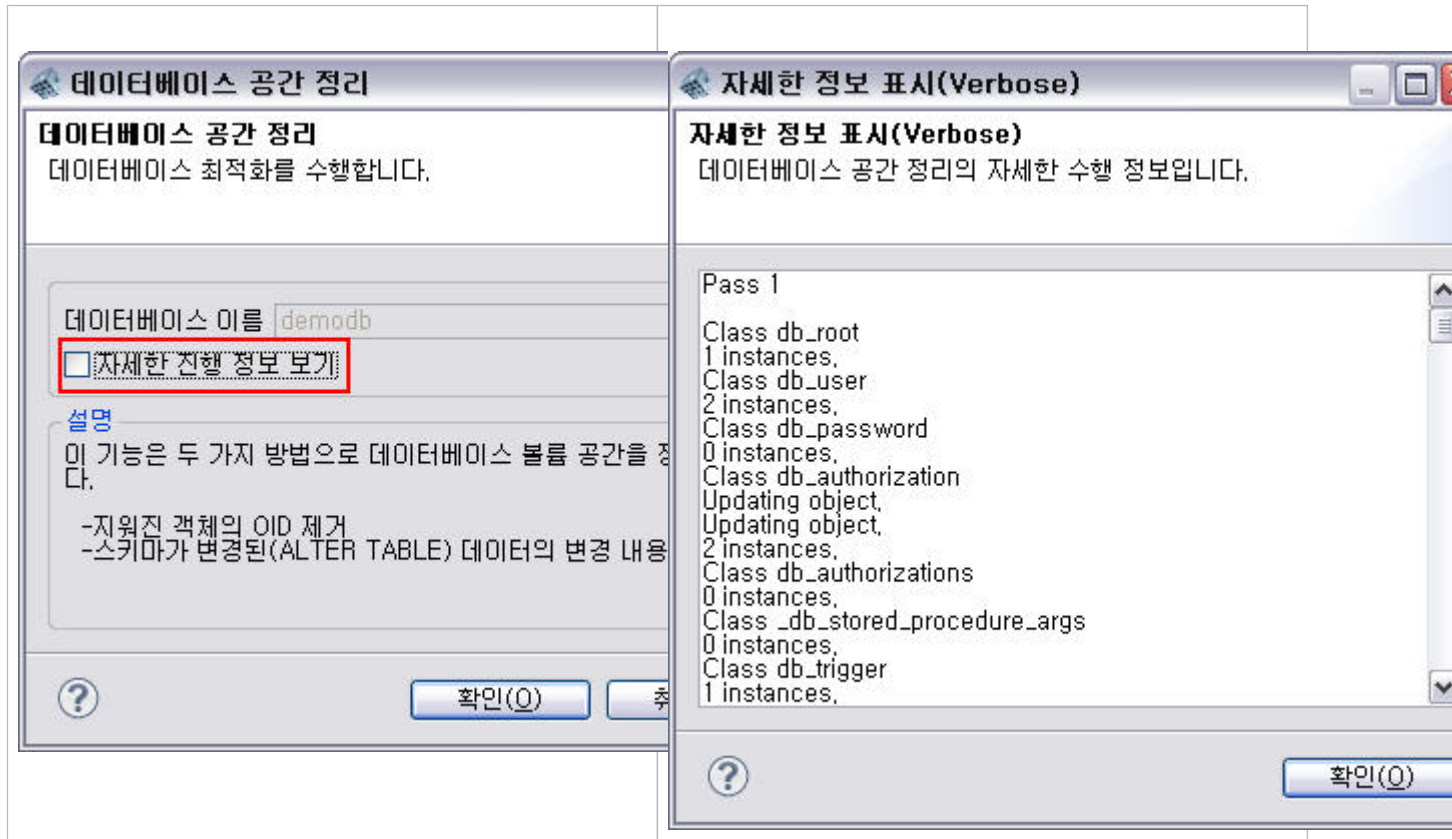 데이터베이스 공간 정리
데이터베이스 공간 정리
데이터베이스 최적화를 수행합니다.
데이터베이스 이름 demodb
자세한 진행 정보 보기
설명
이 기능은 두 가지 방법으로 데이터베이스 볼륨 공간을
다.
-지워진 객체의 OID 제거
-스키마가 변경된(ALTER TABLE) 데이터의 변경 내용
확인(O)
자세한 정보 표시(Verbose)
자세한 정보 표시(Verbose)
데이터베이스 공간 정리의 자세한 수행 정보입니다.
Pass 1
Class db_root
1 instances,
Class db_user
2 instances,
Class db_password
0 instances,
Class db_authorization
Updating object,
Updating object,
2 instances,
Class db_authorizations
0 instances,
Class _db_stored_procedure_args
0 instances,
Class db_trigger
1 instances,
확인(O)